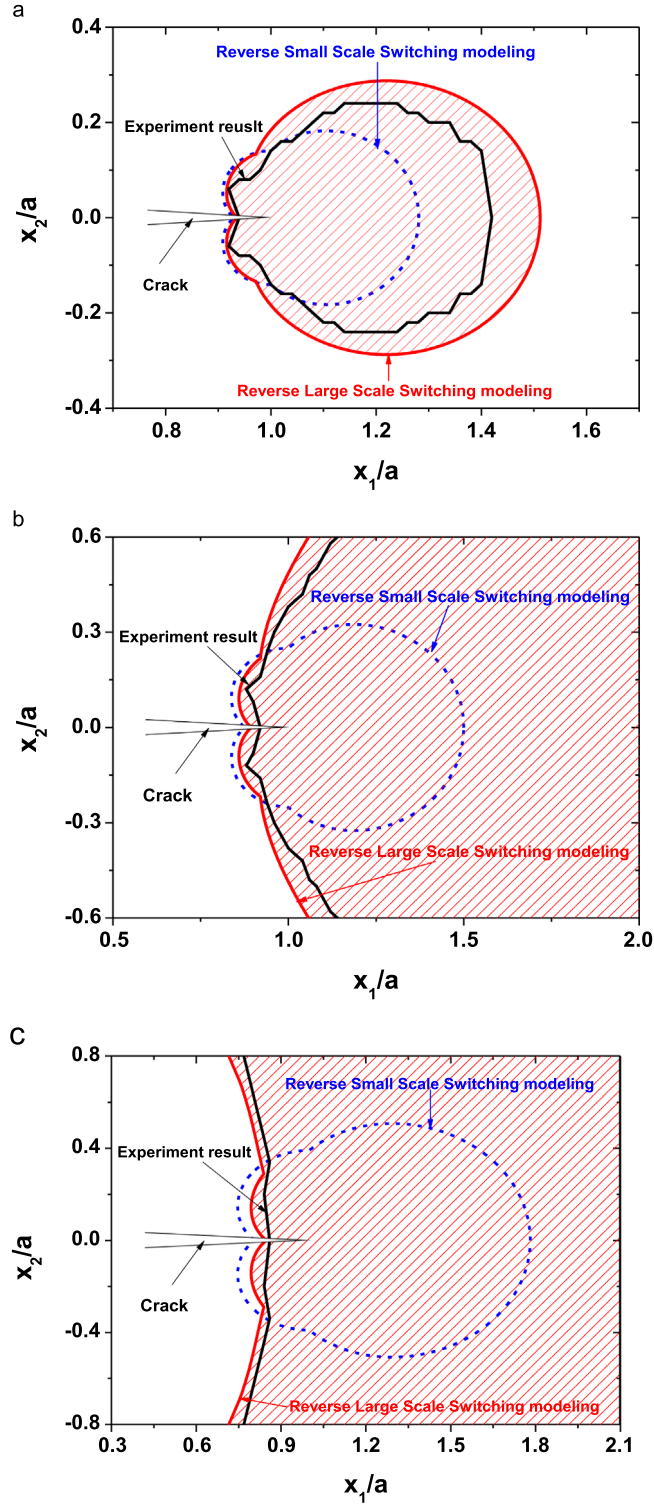 a
0.4
Reverse Small Scale Switching modeling
0.2
Experiment reuslt
x2/a
0.0
Crack
-0.2
Reverse Large Scale Switching modeling
-0.4
0.8 1.0 1.2 1.4 1.6
x1/a
b
0.6
Reverse Small Scale Switching modeling
0.3
Experiment result
x2/a
0.0
Crack
-0.3
Reverse Large Scale Switching modeling
-0.6
0.5 1.0 1.5 2.0
x1/a
C
0.8
Reverse Small Scale Switching modeling
0.4
Experiment result
x2/a
0.0
Crack
-0.4
Reverse Large Scale Switching modeling
-0.8
0.3 0.6 0.9 1.2 1.5 1.8 2.1
x1/a